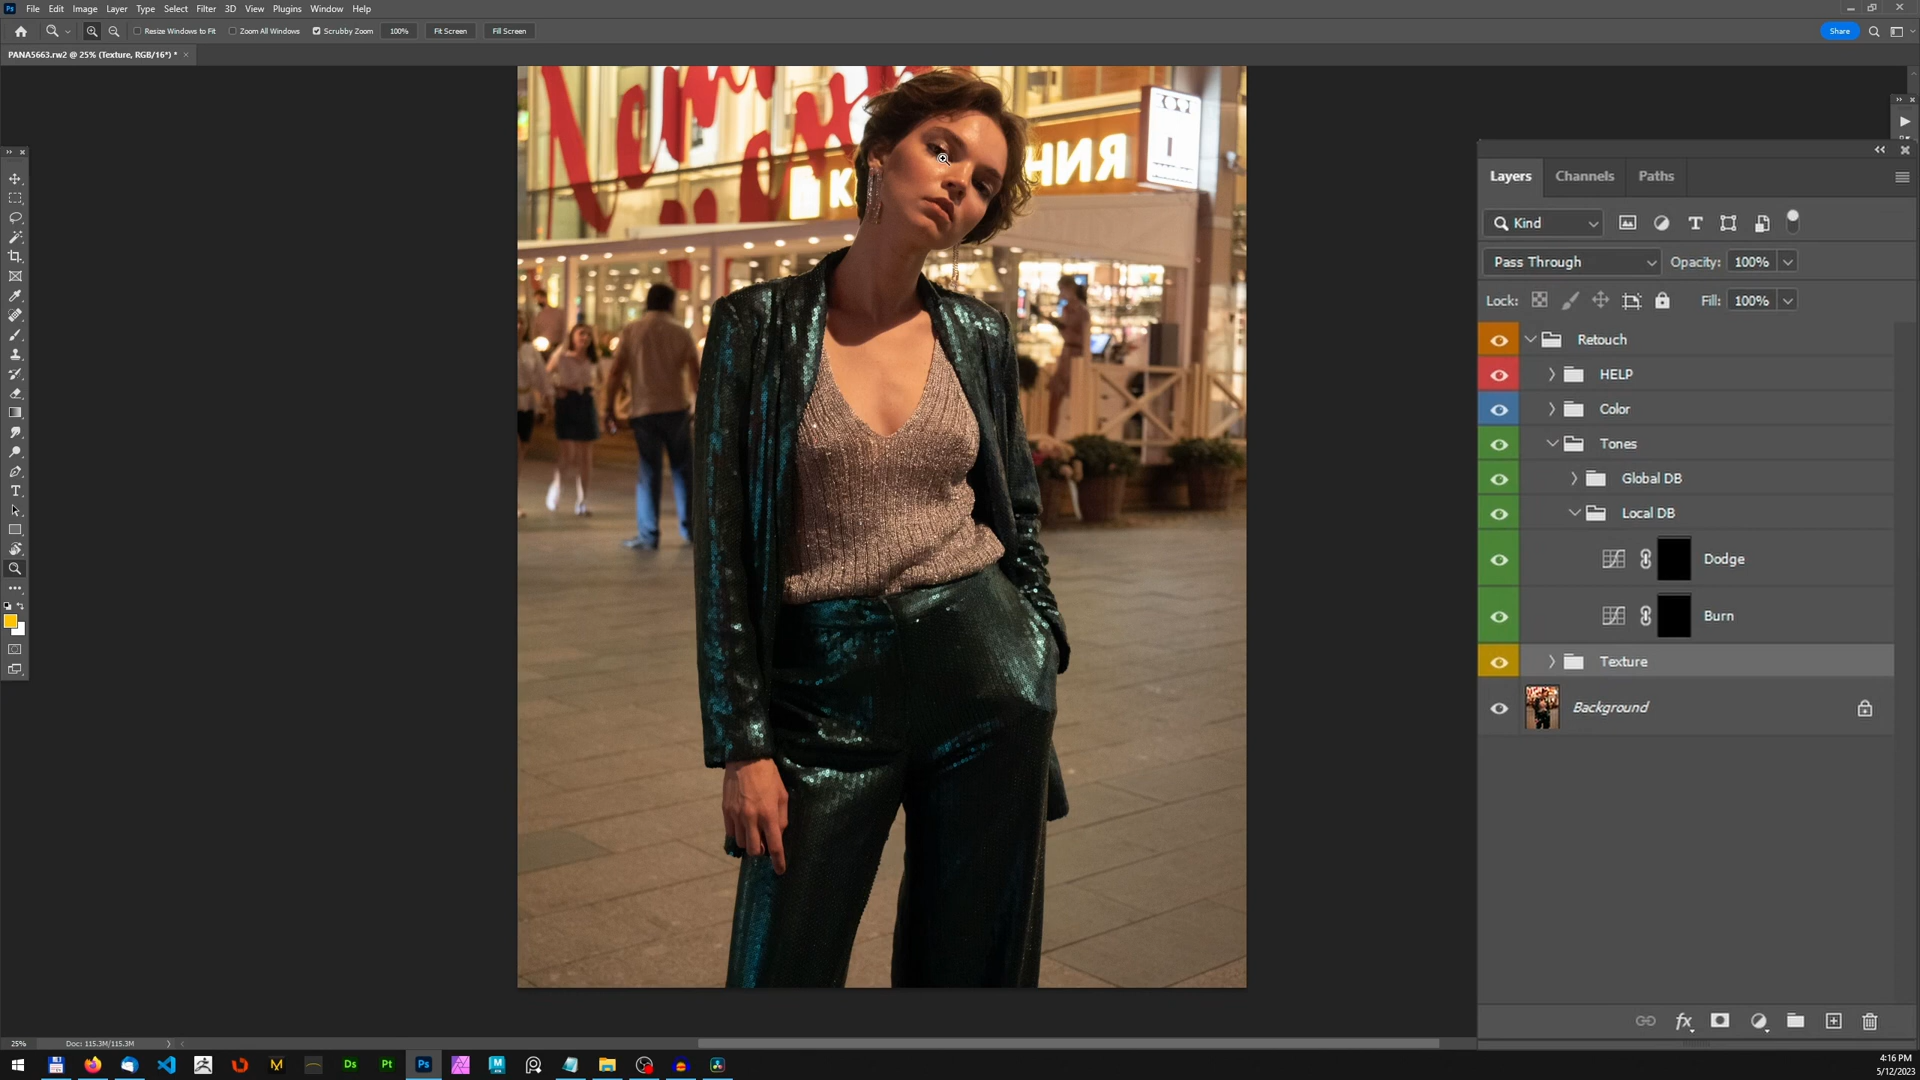 File Edit Image Layer Type Select Filter 3D View Plugins Window Help
Resize Windows to Fit Zoom All Windows Scrubby Zoom 100% Fit Screen Fill Screen Share
PANA5663.rw2 @ 25% (Texture, RGB/16*) *
НИЯ
Layers Channels Paths
Kind
Pass Through Opacity: 100%
Lock: Fill: 100%
Retouch
HELP
Color
Tones
Global DB
Local DB
Dodge
Burn
Texture
Background
25% Doc: 115.3M/115.3M
4:16 PM
5/12/2023